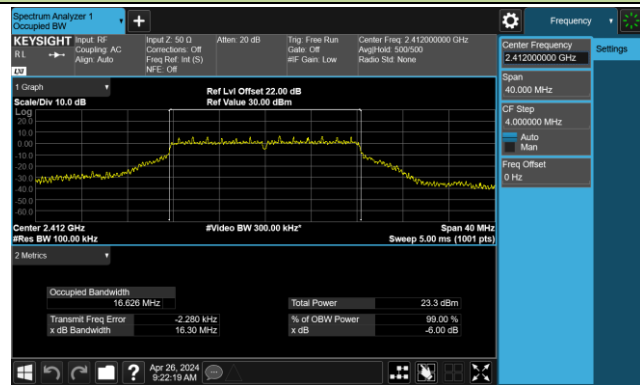 Spectrum Analyzer 1
Occupied BW
Frequency
KEYSIGHT
Input: RF
Coupling: AC
Align: Auto
Input Z: 50 Ω
Corrections: Off
Freq Ref: Int (S)
NFE: Off
Atten: 20 dB
Trig: Free Run
Gate: Off
#IF Gain: Low
Center Freq: 2.412000000 GHz
Avg|Hold: 500/500
Radio Std: None
RL
LXI
1 Graph
Scale/Div 10.0 dB
Ref Lvl Offset 22.00 dB
Ref Value 30.00 dBm
Log
20.0
10.0
0.00
-10.0
-20.0
-30.0
-40.0
-50.0
-60.0
Center 2.412 GHz
#Res BW 100.00 kHz
#Video BW 300.00 kHz*
Span 40 MHz
Sweep 5.00 ms (1001 pts)
2 Metrics
Occupied Bandwidth
16.626 MHz
Total Power 23.3 dBm
Transmit Freq Error -2.280 kHz
% of OBW Power 99.00 %
x dB Bandwidth 16.30 MHz
x dB -6.00 dB
Apr 26, 2024
9:22:19 AM
Center Frequency
2.412000000 GHz
Settings
Span
40.000 MHz
CF Step
4.000000 MHz
Auto
Man
Freq Offset
0 Hz